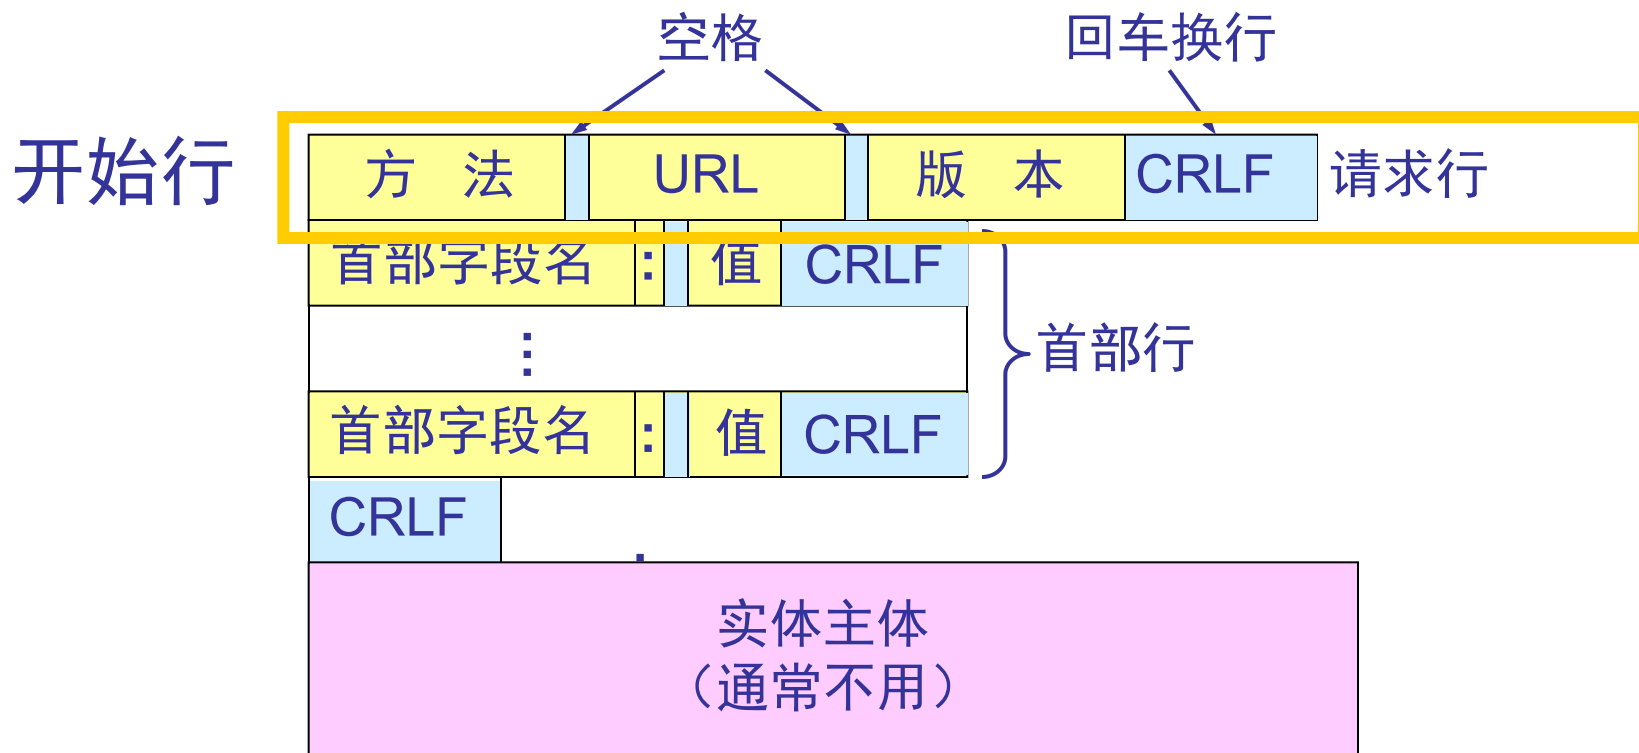 空格
回车换行
开始行
方 法 URL 版 本 CRLF 请求行
首部字段名 : 值 CRLF
⋮
首部行
首部字段名 : 值 CRLF
CRLF
实体主体
（通常不用）